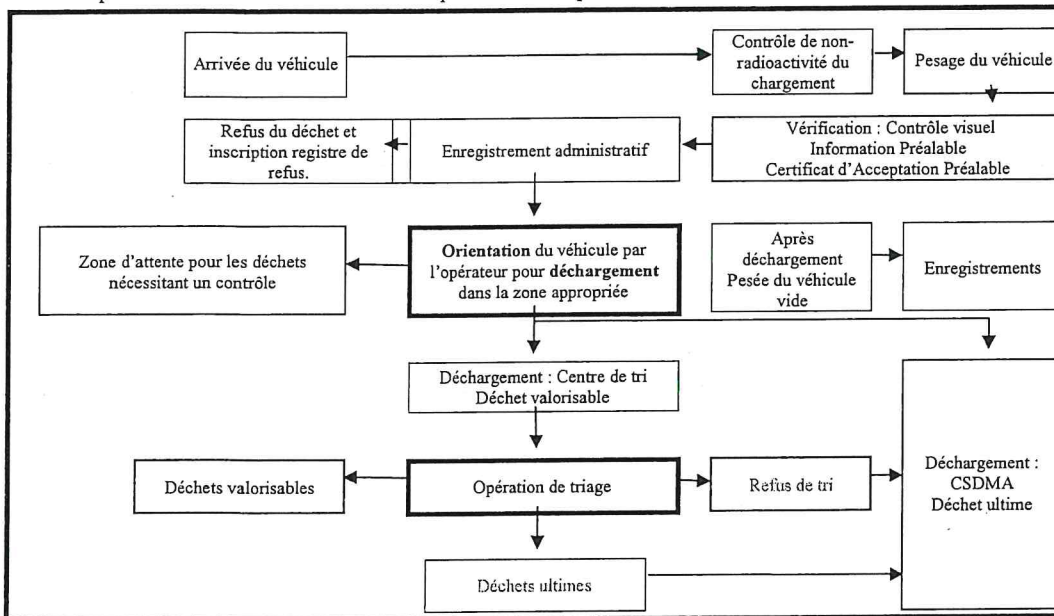 Arrivée du véhicule
Contrôle de non-
radioactivité du
chargement
Pesage du véhicule
Refus du déchet et
inscription registre de
refus.
Enregistrement administratif
Vérification : Contrôle visuel
Information Préalable
Certificat d'Acceptation Préalable
Zone d'attente pour les déchets
nécessitant un contrôle
Orientation du véhicule par
l'opérateur pour déchargement
dans la zone appropriée
Après
déchargement
Pesée du véhicule
vide
Enregistrements
Déchargement : Centre de tri
Déchet valorisable
Déchets valorisables
Opération de triage
Refus de tri
Déchargement :
CSDMA
Déchet ultime
Déchets ultimes